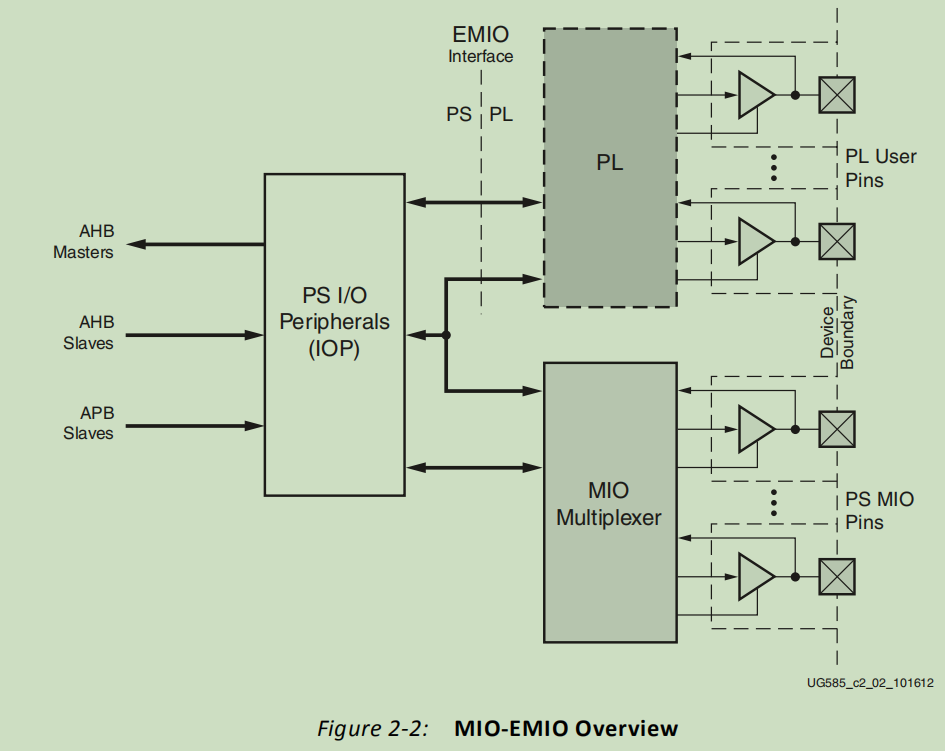 EMIO
Interface
PS PL
PL
PL User
Pins
AHB
Masters
PS I/O
Peripherals
(IOP)
AHB
Slaves
Device
Boundary
APB
Slaves
MIO
Multiplexer
PS MIO
Pins
UG585_c2_02_101612
Figure 2-2: MIO-EMIO Overview